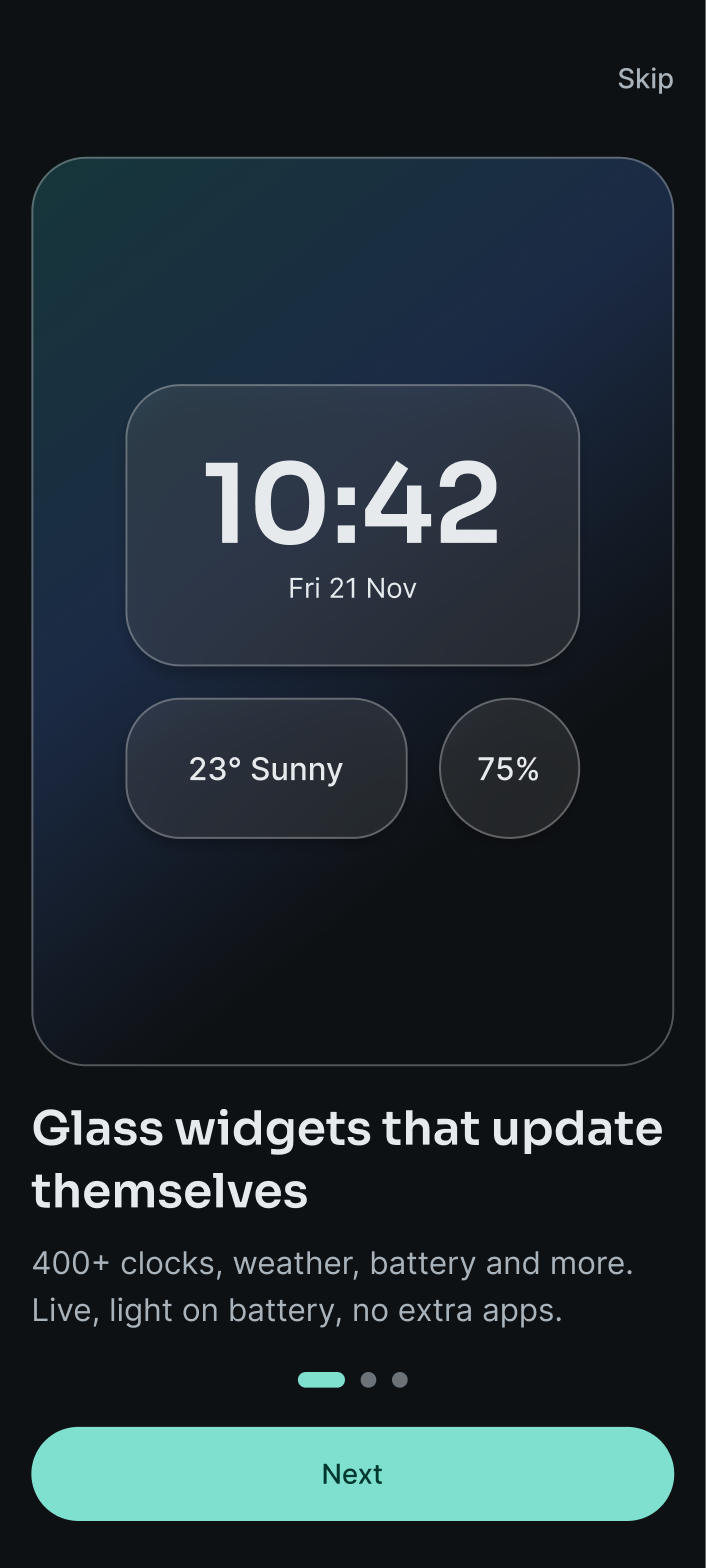 Skip
10:42
Fri 21 Nov
23° Sunny
75%
Glass widgets that update
themselves
400+ clocks, weather, battery and more.
Live, light on battery, no extra apps.
Next